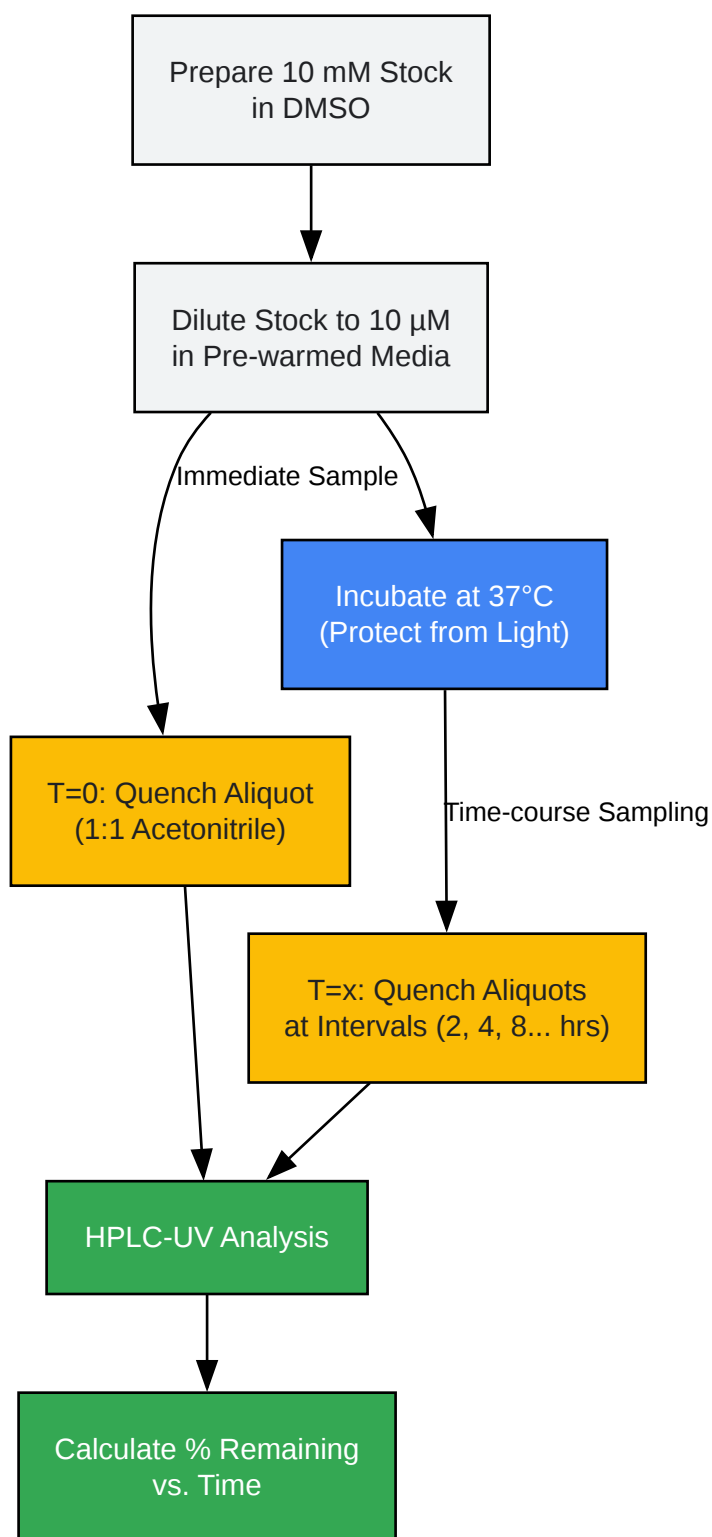 Prepare 10 mM Stock
in DMSO
Dilute Stock to 10 µM
in Pre-warmed Media
Immediate Sample
Incubate at 37°C
(Protect from Light)
T=0: Quench Aliquot
(1:1 Acetonitrile)
Time-course Sampling
T=x: Quench Aliquots
at Intervals (2, 4, 8... hrs)
HPLC-UV Analysis
Calculate % Remaining
vs. Time